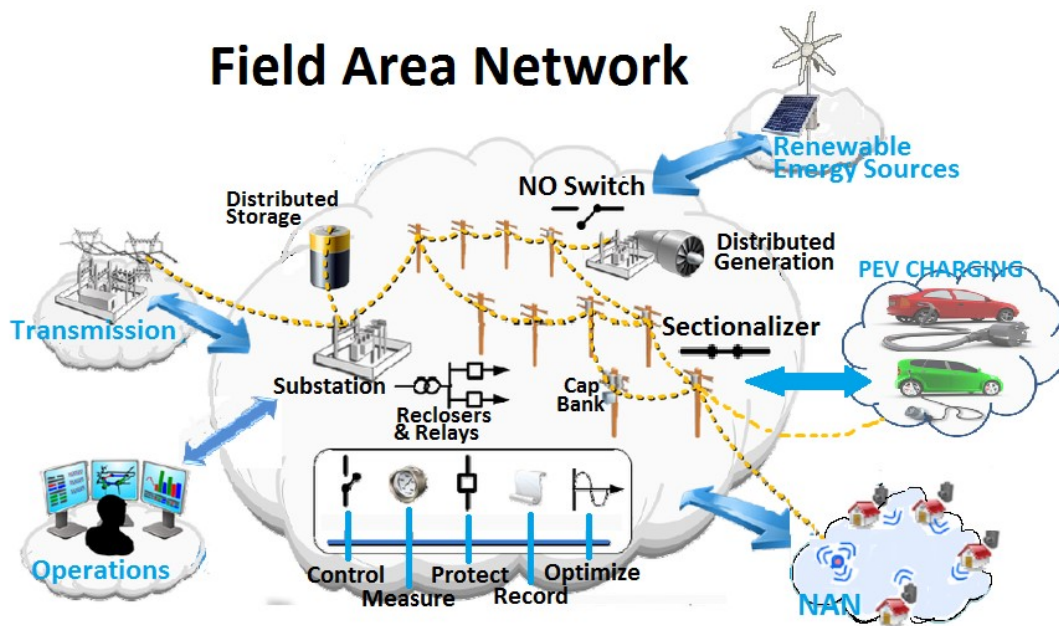 Field Area Network
Renewable
Energy Sources
Distributed
Storage
NO Switch
Distributed
Generation
PEV CHARGING
Transmission
Sectionalizer
Substation
Cap
Bank
Reclosers
& Relays
Operations
Control
Measure
Protect
Record
Optimize
NAN